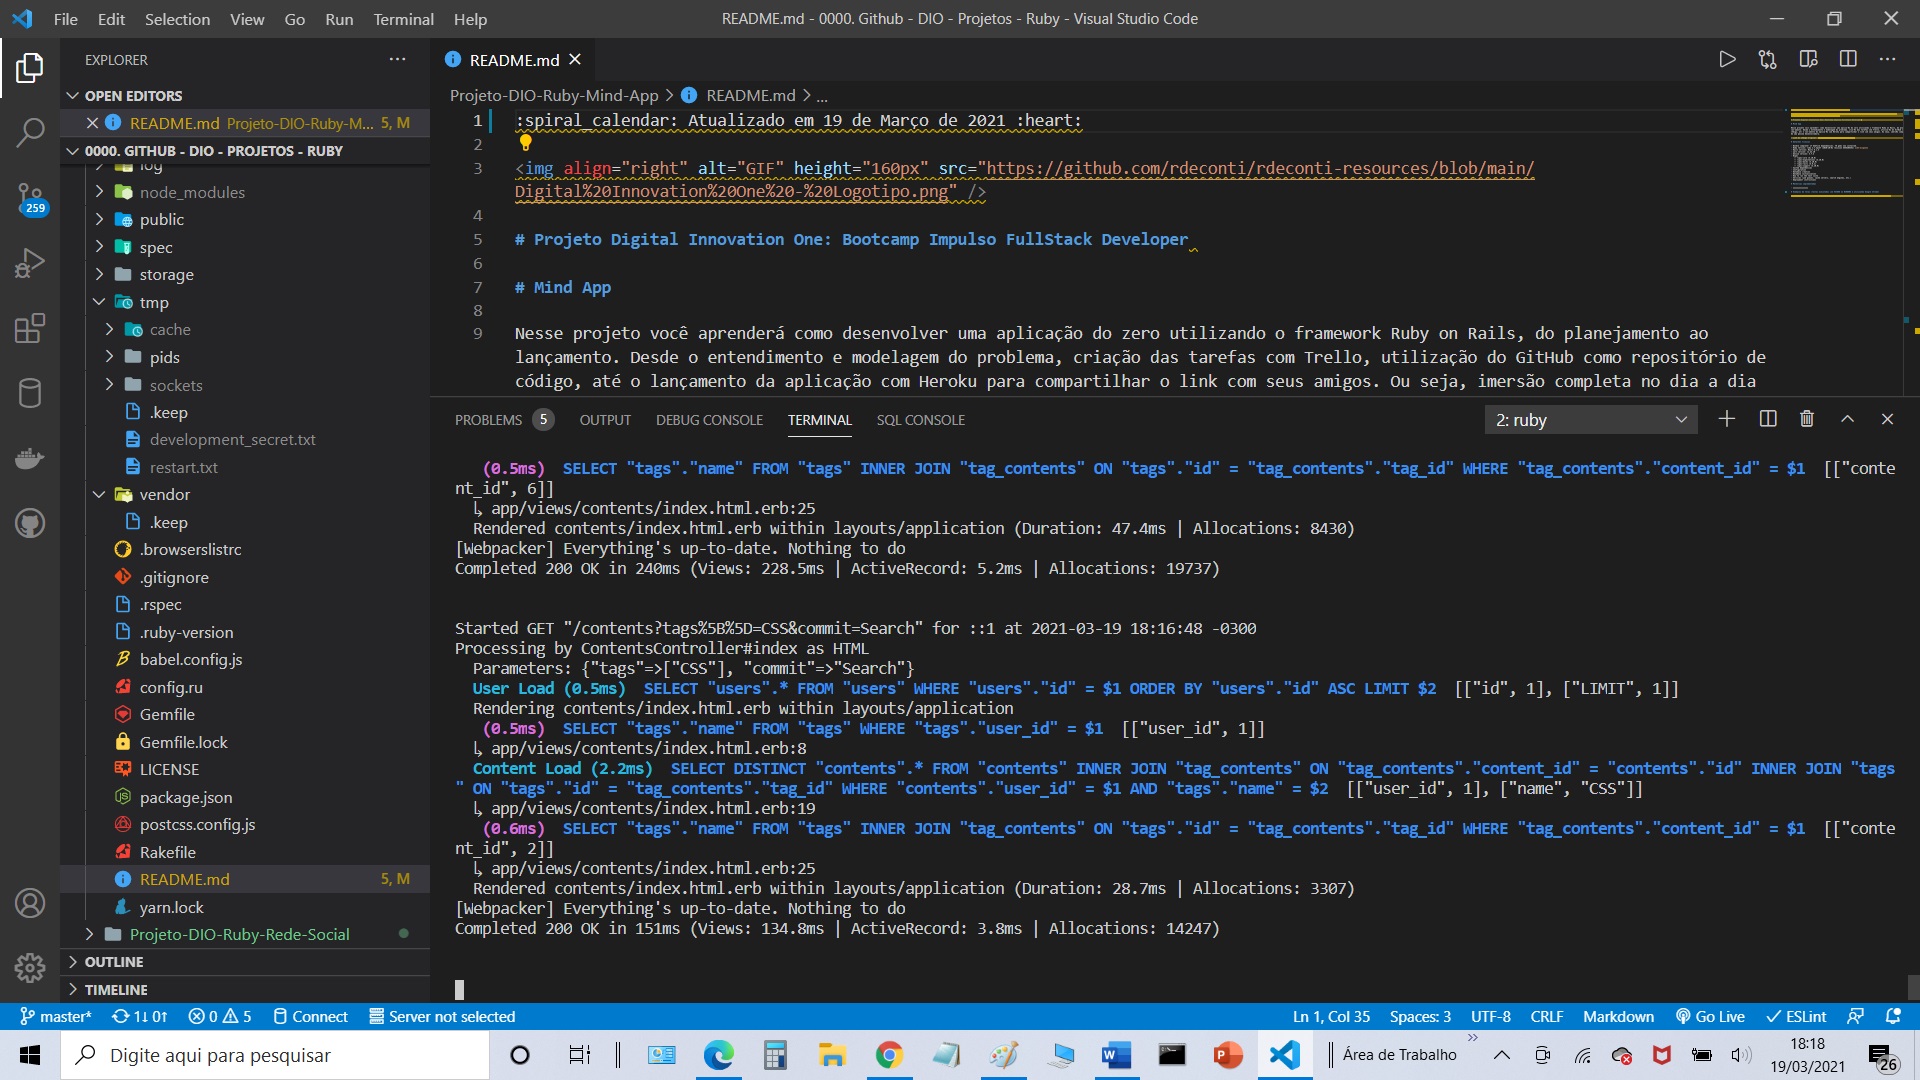 File Edit Selection View Go Run Terminal Help
README.md - 0000. Github - DIO - Projetos - Ruby - Visual Studio Code
EXPLORER
OPEN EDITORS
README.md Projeto-DIO-Ruby-M... 5, M
0000. GITHUB - DIO - PROJETOS - RUBY
log
node_modules
public
spec
storage
tmp
cache
pids
sockets
.keep
development_secret.txt
restart.txt
vendor
.keep
.browserslistrc
.gitignore
.rspec
.ruby-version
babel.config.js
config.ru
Gemfile
Gemfile.lock
LICENSE
package.json
postcss.config.js
Rakefile
README.md 5, M
yarn.lock
Projeto-DIO-Ruby-Rede-Social
OUTLINE
TIMELINE
259
README.md
Projeto-DIO-Ruby-Mind-App > README.md > ...
1 :spiral_calendar: Atualizado em 19 de Março de 2021 :heart:
2
3 <img align="right" alt="GIF" height="160px" src="https://github.com/rdeconti/rdeconti-resources/blob/main/
Digital%20Innovation%20One%20-%20Logotipo.png" />
4
5 # Projeto Digital Innovation One: Bootcamp Impulso FullStack Developer
6
7 # Mind App
8
9 Nesse projeto você aprenderá como desenvolver uma aplicação do zero utilizando o framework Ruby on Rails, do planejamento ao
lançamento. Desde o entendimento e modelagem do problema, criação das tarefas com Trello, utilização do GitHub como repositório de
código, até o lançamento da aplicação com Heroku para compartilhar o link com seus amigos. Ou seja, imersão completa no dia a dia
PROBLEMS 5 OUTPUT DEBUG CONSOLE TERMINAL SQL CONSOLE
2: ruby
(0.5ms) SELECT "tags"."name" FROM "tags" INNER JOIN "tag_contents" ON "tags"."id" = "tag_contents"."tag_id" WHERE "tag_contents"."content_id" = $1 [["conte
nt_id", 6]]
↳ app/views/contents/index.html.erb:25
Rendered contents/index.html.erb within layouts/application (Duration: 47.4ms | Allocations: 8430)
[Webpacker] Everything's up-to-date. Nothing to do
Completed 200 OK in 240ms (Views: 228.5ms | ActiveRecord: 5.2ms | Allocations: 19737)
Started GET "/contents?tags%5B%5D=CSS&commit=Search" for ::1 at 2021-03-19 18:16:48 -0300
Processing by ContentsController#index as HTML
Parameters: {"tags"=>["CSS"], "commit"=>"Search"}
User Load (0.5ms) SELECT "users".* FROM "users" WHERE "users"."id" = $1 ORDER BY "users"."id" ASC LIMIT $2 [["id", 1], ["LIMIT", 1]]
Rendering contents/index.html.erb within layouts/application
(0.5ms) SELECT "tags"."name" FROM "tags" WHERE "tags"."user_id" = $1 [["user_id", 1]]
↳ app/views/contents/index.html.erb:8
Content Load (2.2ms) SELECT DISTINCT "contents".* FROM "contents" INNER JOIN "tag_contents" ON "tag_contents"."content_id" = "contents"."id" INNER JOIN "tags
" ON "tags"."id" = "tag_contents"."tag_id" WHERE "contents"."user_id" = $1 AND "tags"."name" = $2 [["user_id", 1], ["name", "CSS"]]
↳ app/views/contents/index.html.erb:19
(0.6ms) SELECT "tags"."name" FROM "tags" INNER JOIN "tag_contents" ON "tags"."id" = "tag_contents"."tag_id" WHERE "tag_contents"."content_id" = $1 [["conte
nt_id", 2]]
↳ app/views/contents/index.html.erb:25
Rendered contents/index.html.erb within layouts/application (Duration: 28.7ms | Allocations: 3307)
[Webpacker] Everything's up-to-date. Nothing to do
Completed 200 OK in 151ms (Views: 134.8ms | ActiveRecord: 3.8ms | Allocations: 14247)
master* 1↓ 0↑ 0 5 Connect Server not selected
Ln 1, Col 35 Spaces: 3 UTF-8 CRLF Markdown Go Live ESLint
Digite aqui para pesquisar
Área de Trabalho
18:18
19/03/2021
26